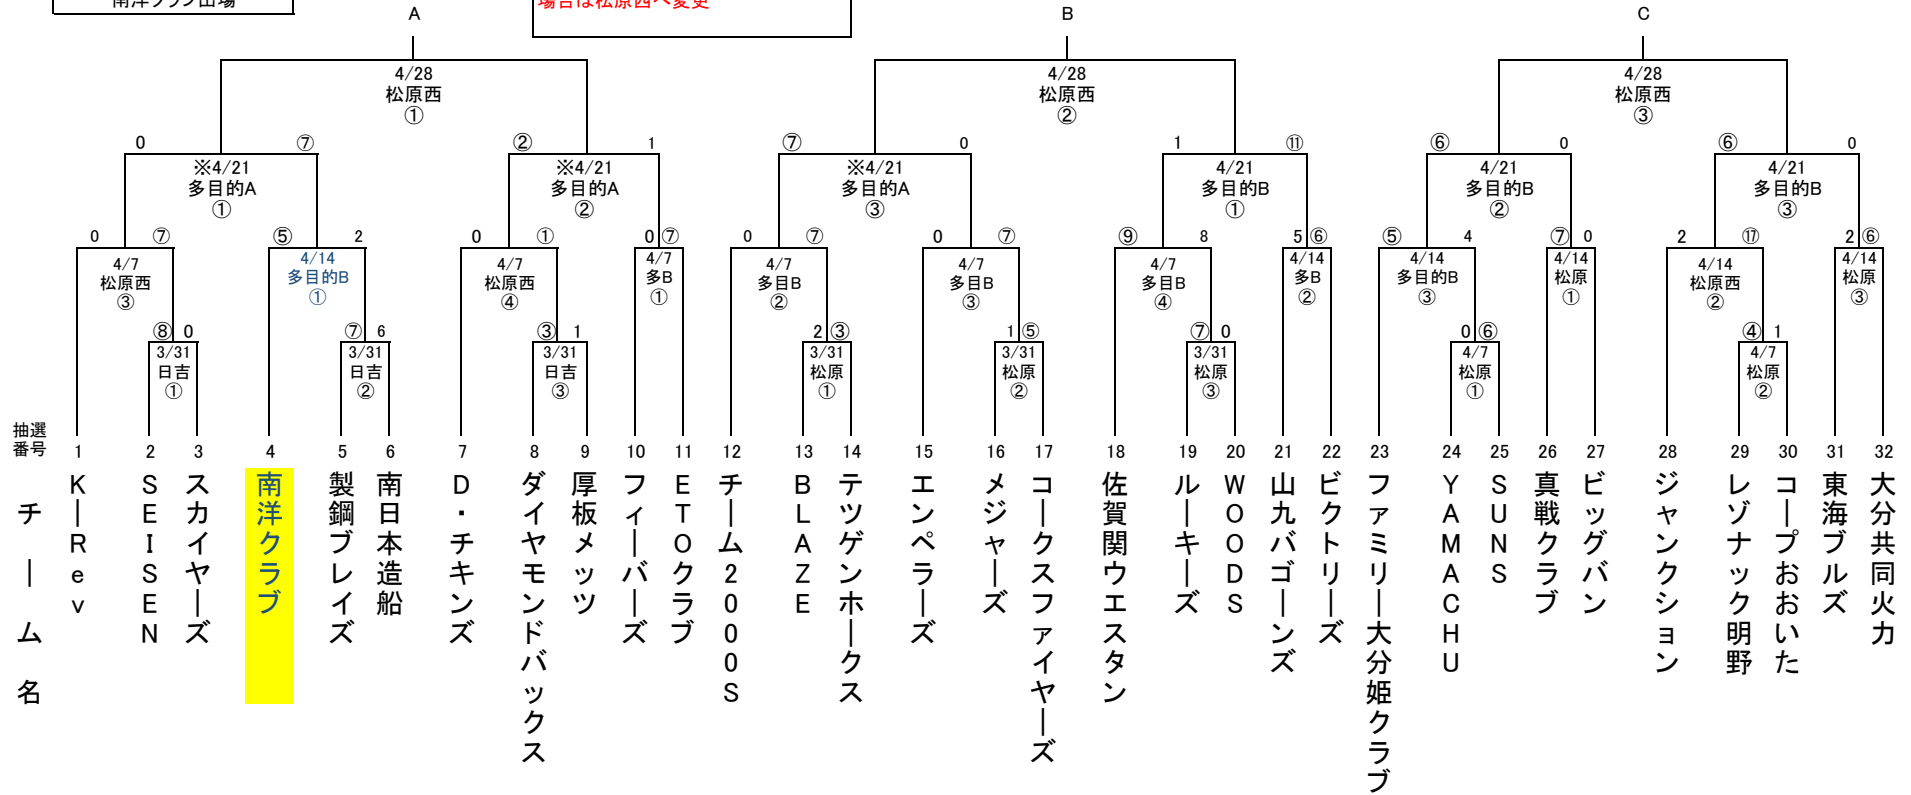 場合は松原西へ変更
A
B
C
4/28
松原西
①
4/28
松原西
②
4/28
松原西
③
0
⑦
②
1
⑦
0
1
⑪
⑥
0
⑥
0
※4/21
多目的A
①
※4/21
多目的A
②
※4/21
多目的A
③
4/21
多目的B
①
4/21
多目的B
②
4/21
多目的B
③
0
⑦
⑤
2
0
①
0
⑦
0
⑦
0
⑦
⑨
8
5
⑥
⑤
4
⑦
0
2
⑰
2
⑥
4/7
松原西
③
4/14
多目的B
①
4/7
松原西
④
4/7
多B
①
4/7
多目B
②
4/7
多目B
③
4/7
多目B
④
4/14
多B
②
4/14
多目的B
③
4/14
松原
①
4/14
松原西
②
4/14
松原
③
⑧
0
⑦
6
③
1
2
③
1
⑤
⑦
0
0
⑥
④
1
3/31
日吉
①
3/31
日吉
②
3/31
日吉
③
3/31
松原
①
3/31
松原
②
3/31
松原
③
4/7
松原
①
4/7
松原
②
抽選
番号
1
2
3
4
5
6
7
8
9
10
11
12
13
14
15
16
17
18
19
20
21
22
23
24
25
26
27
28
29
30
31
32
チーム名
K―Rev
SEISEN
スカイヤーズ
南洋クラブ
製鋼ブレイズ
南日本造船
D・チキンズ
ダイヤモンドバックス
厚板メッツ
フィーバーズ
ETOクラブ
チーム2000S
BLAZE
テツゲンホークス
エンペラーズ
メジャーズ
コークスファイヤーズ
佐賀関ウエスタン
ルーキーズ
WOODS
山九バゴーンズ
ビクトリーズ
ファミリー大分姫クラブ
YAMACHU
SUNS
真戦クラブ
ビッグバン
ジャンクション
レゾナック明野
コープおおいた
東海ブルズ
大分共同火力